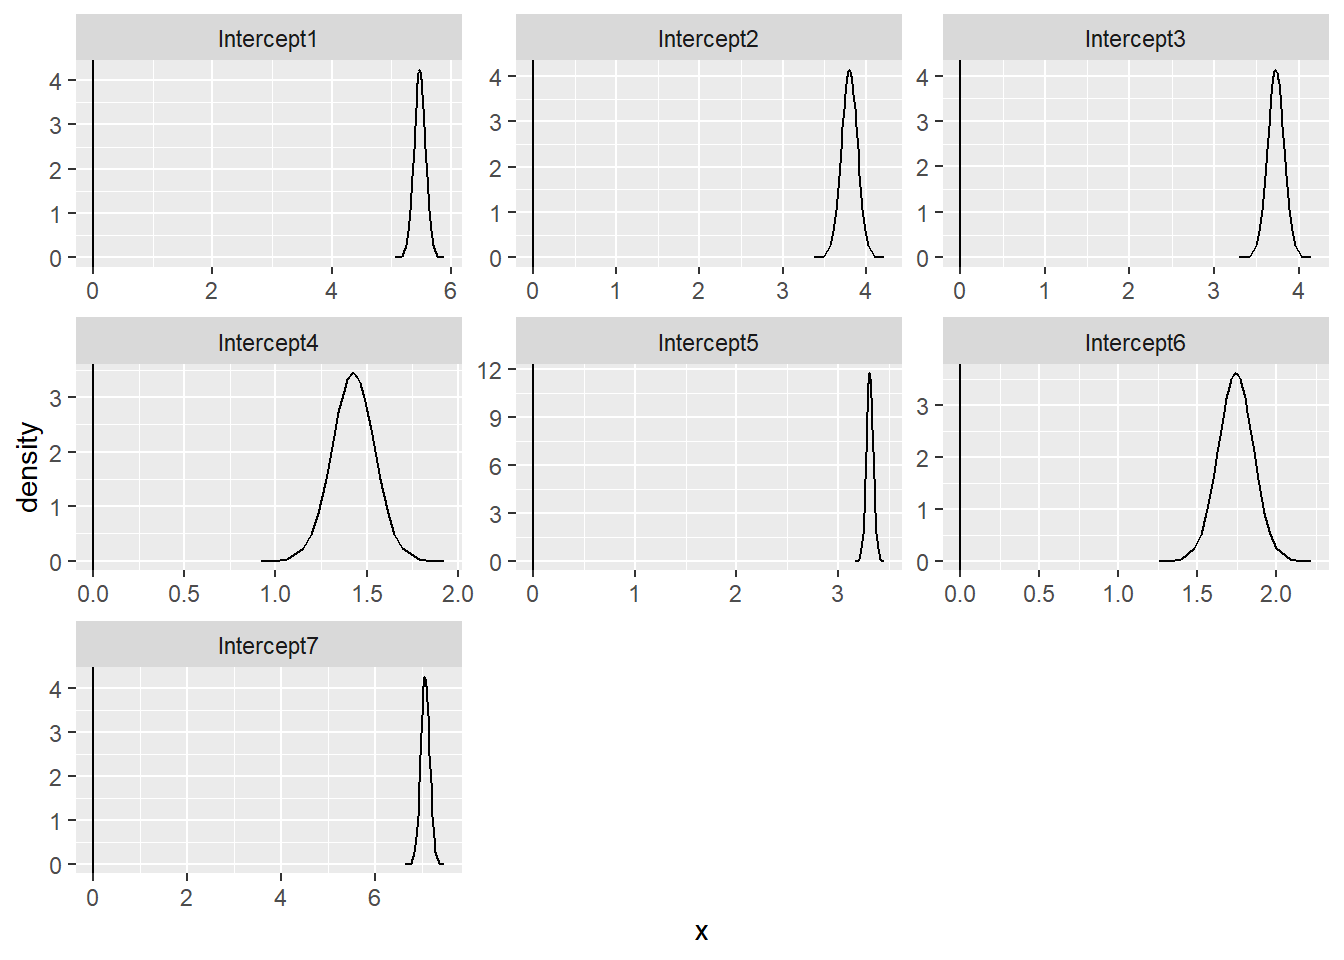 Intercept1 Intercept2 Intercept3
4 4 4
3 3 3
2 2 2
1 1 1
0 0 0
0 2 4 6 0 1 2 3 4 0 1 2 3 4
Intercept4 Intercept5 Intercept6
density
3 12 3
2 9 2
1 6 1
0 3 0
0
0.0 0.5 1.0 1.5 2.0 0 1 2 3 0.0 0.5 1.0 1.5 2.0
Intercept7
4
3
2
1
0
0 2 4 6
x